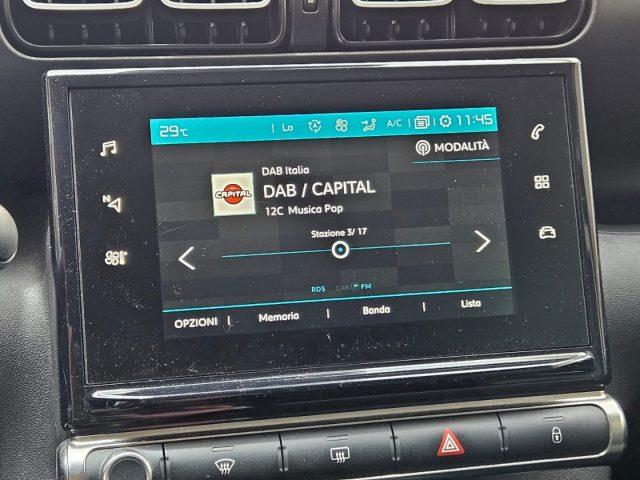 29°C Lo A/C 11:45
MODALITÀ
DAB Italia
CAPITAL
DAB / CAPITAL
12C Musica Pop
Stazione 3/ 17
RDS DAB FM
OPZIONI Memoria Banda Lista
N